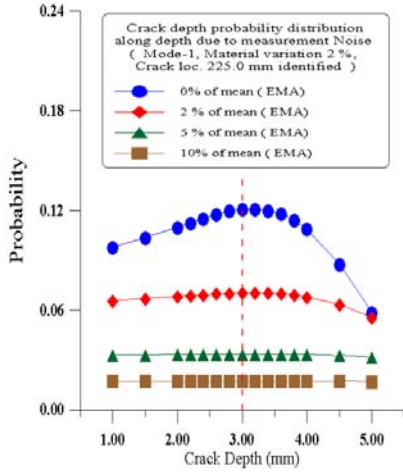 0.24
0.18
0.12
0.06
0.00
Probability
Crack depth probability distribution
along depth due to measurement Noise
( Mode-1, Material variation 2 %,
Crack loc. 225.0 mm identified )
0% of mean ( EMA)
2 % of mean ( EMA)
5 % of mean ( EMA)
10% of mean ( EMA)
1.00 2.00 3.00 4.00 5.00
Crack Depth (mm)